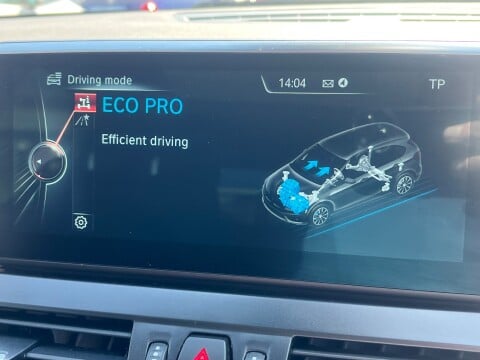 Driving mode
14:04
TP
ECO PRO
Efficient driving